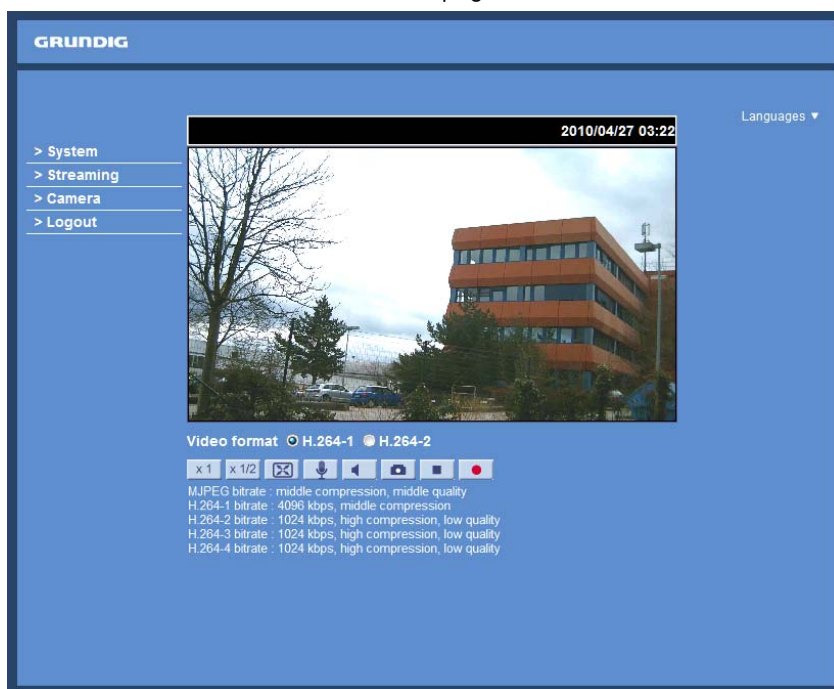 GRUNDIG
Languages ▼
2010/04/27 03:22
> System
> Streaming
> Camera
> Logout
Video format H.264-1 H.264-2
x 1 x 1/2
MJPEG bitrate : middle compression, middle quality
H.264-1 bitrate : 4096 kbps, middle compression
H.264-2 bitrate : 1024 kbps, high compression, low quality
H.264-3 bitrate : 1024 kbps, high compression, low quality
H.264-4 bitrate : 1024 kbps, high compression, low quality